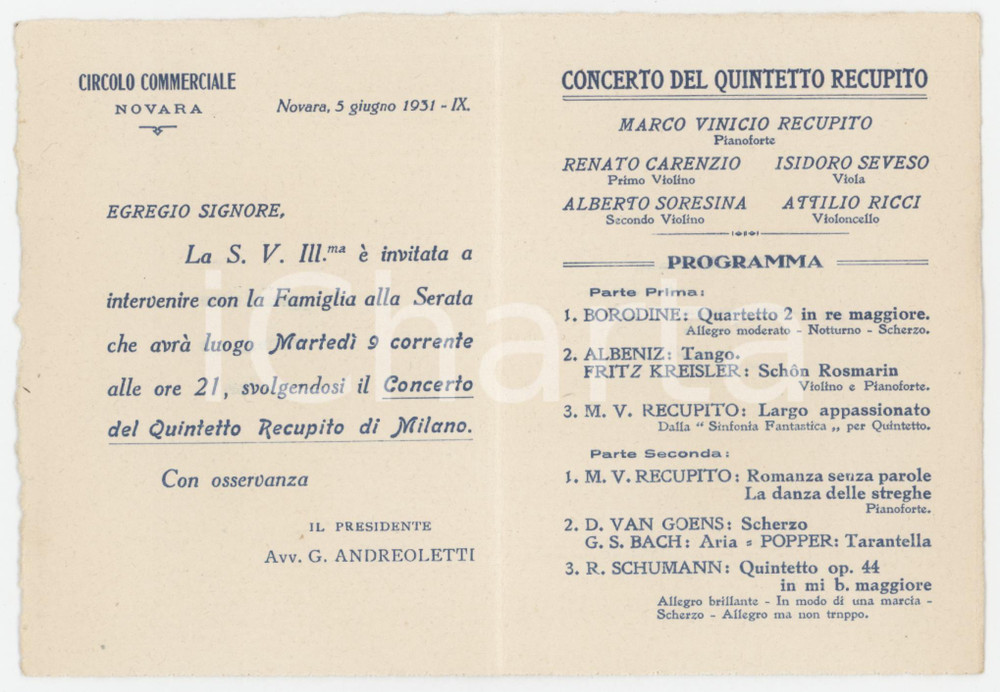 CIRCOLO COMMERCIALE
NOVARA
Novara, 5 giugno 1931 - IX.
EGREGIO SIGNORE,
La S. V. Ill.ma è invitata a
intervenire con la Famiglia alla Serata
che avrà luogo Martedì 9 corrente
alle ore 21, svolgendosi il Concerto
del Quintetto Recupito di Milano.
Con osservanza
IL PRESIDENTE
Avv. G. ANDREOLETTI
CONCERTO DEL QUINTETTO RECUPITO
MARCO VINICIO RECUPITO
Pianoforte
RENATO CARENZIO ISIDORO SEVESO
Primo Violino Viola
ALBERTO SORESINA ATTILIO RICCI
Secondo Violino Violoncello
PROGRAMMA
Parte Prima:
1. BORODINE: Quartetto 2 in re maggiore.
Allegro moderato - Notturno - Scherzo.
2. ALBENIZ: Tango.
FRITZ KREISLER: Schôn Rosmarin
Violino e Pianoforte.
3. M. V. RECUPITO: Largo appassionato
Dalla “ Sinfonia Fantastica „ per Quintetto.
Parte Seconda:
1. M. V. RECUPITO: Romanza senza parole
La danza delle streghe
Pianoforte.
2. D. VAN GOENS: Scherzo
G. S. BACH: Aria = POPPER: Tarantella
3. R. SCHUMANN: Quintetto op. 44
in mi b. maggiore
Allegro brillante - In modo di una marcia -
Scherzo - Allegro ma non trnppo.
iCharta